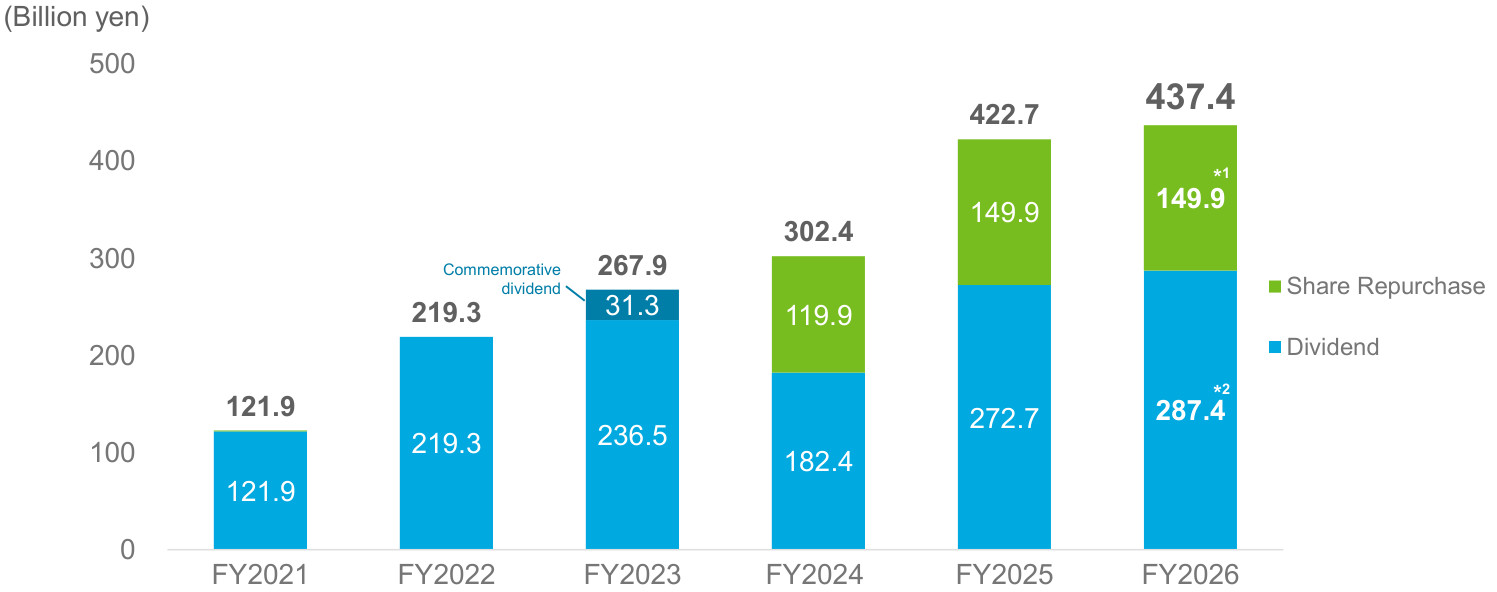 (Billion yen)
500
400
300
200
100
0
121.9
121.9
219.3
219.3
Commemorative
dividend
267.9
31.3
236.5
302.4
119.9
182.4
422.7
149.9
272.7
437.4
*1
149.9
*2
287.4
Share Repurchase
Dividend
FY2021
FY2022
FY2023
FY2024
FY2025
FY2026